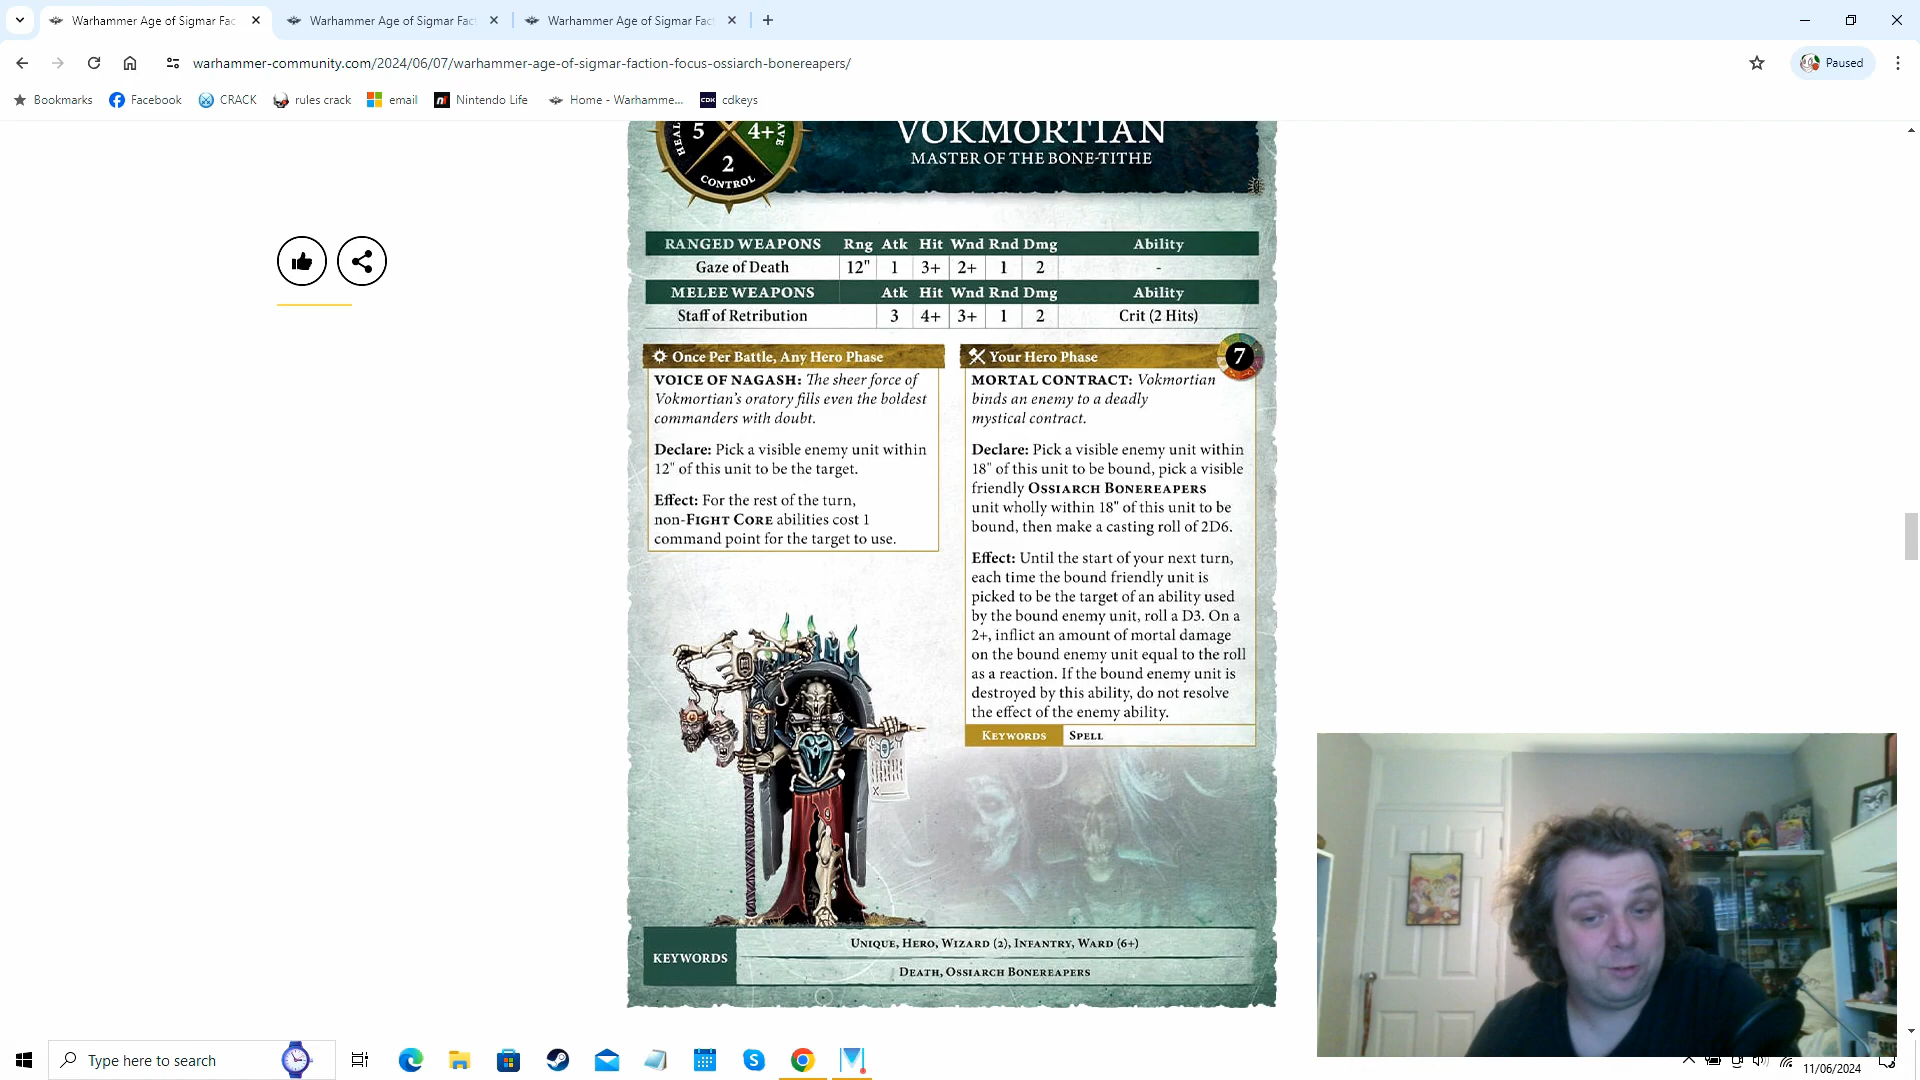 Warhammer Age of Sigmar Fac
Warhammer Age of Sigmar Fac
Warhammer Age of Sigmar Fac
warhammer-community.com/2024/06/07/warhammer-age-of-sigmar-faction-focus-ossiarch-bonereapers/
Paused
Bookmarks
Facebook
CRACK
rules crack
email
Nintendo Life
Home - Warhamme...
CDK
cdkeys
5 4+
2
CONTROL
VOKMORTIAN
MASTER OF THE BONE-TITHE
RANGED WEAPONS Rng Atk Hit Wnd Rnd Dmg Ability
Gaze of Death 12" 1 3+ 2+ 1 2 -
MELEE WEAPONS Atk Hit Wnd Rnd Dmg Ability
Staff of Retribution 3 4+ 3+ 1 2 Crit (2 Hits)
Once Per Battle, Any Hero Phase
VOICE OF NAGASH: The sheer force of
Vokmortian's oratory fills even the boldest
commanders with doubt.
Declare: Pick a visible enemy unit within
12" of this unit to be the target.
Effect: For the rest of the turn,
non-FIGHT CORE abilities cost 1
command point for the target to use.
Your Hero Phase
7
MORTAL CONTRACT: Vokmortian
binds an enemy to a deadly
mystical contract.
Declare: Pick a visible enemy unit within
18" of this unit to be bound, pick a visible
friendly OSSIARCH BONEREAPERS
unit wholly within 18" of this unit to be
bound, then make a casting roll of 2D6.
Effect: Until the start of your next turn,
each time the bound friendly unit is
picked to be the target of an ability used
by the bound enemy unit, roll a D3. On a
2+, inflict an amount of mortal damage
on the bound enemy unit equal to the roll
as a reaction. If the bound enemy unit is
destroyed by this ability, do not resolve
the effect of the enemy ability.
KEYWORDS SPELL
KEYWORDS
UNIQUE, HERO, WIZARD (2), INFANTRY, WARD (6+)
DEATH, OSSIARCH BONEREAPERS
Type here to search
11/06/2024